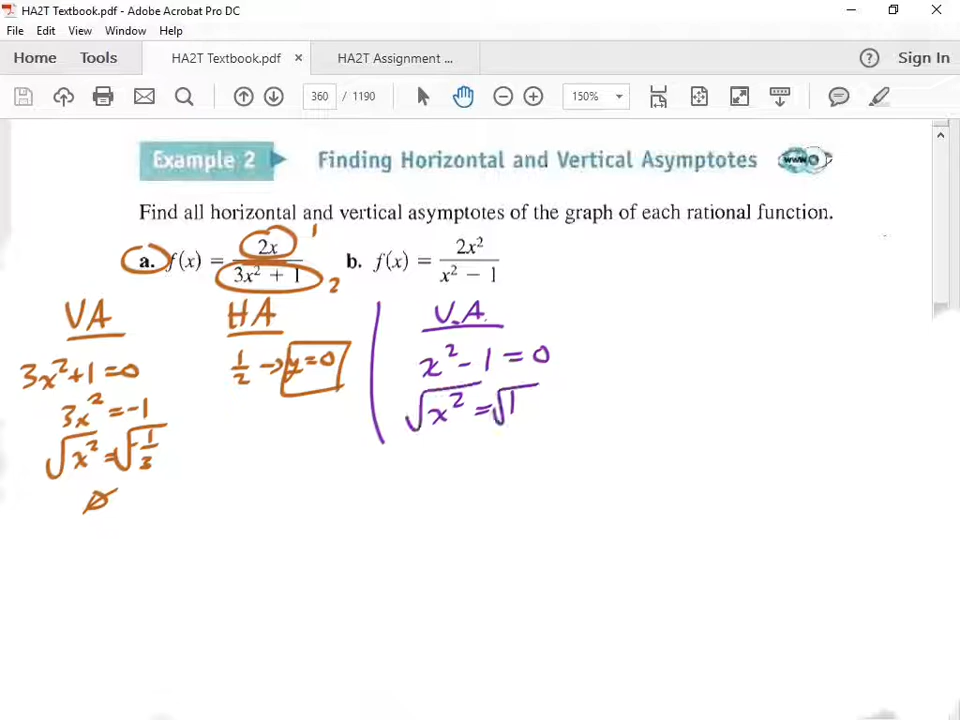 HA2T Textbook.pdf - Adobe Acrobat Pro DC
File Edit View Window Help
Home Tools HA2T Textbook.pdf × HA2T Assignment ... Sign In
360 / 1190 150%
Example 2 Finding Horizontal and Vertical Asymptotes www
Find all horizontal and vertical asymptotes of the graph of each rational function.
a. f(x) = 2x / (3x² + 1) b. f(x) = 2x² / (x² − 1)
1
2
VA
3x²+1=0
3x²=-1
√x²=√-1/3
∅
HA
1/2 → y=0
V.A.
x²-1=0
√x²=√1